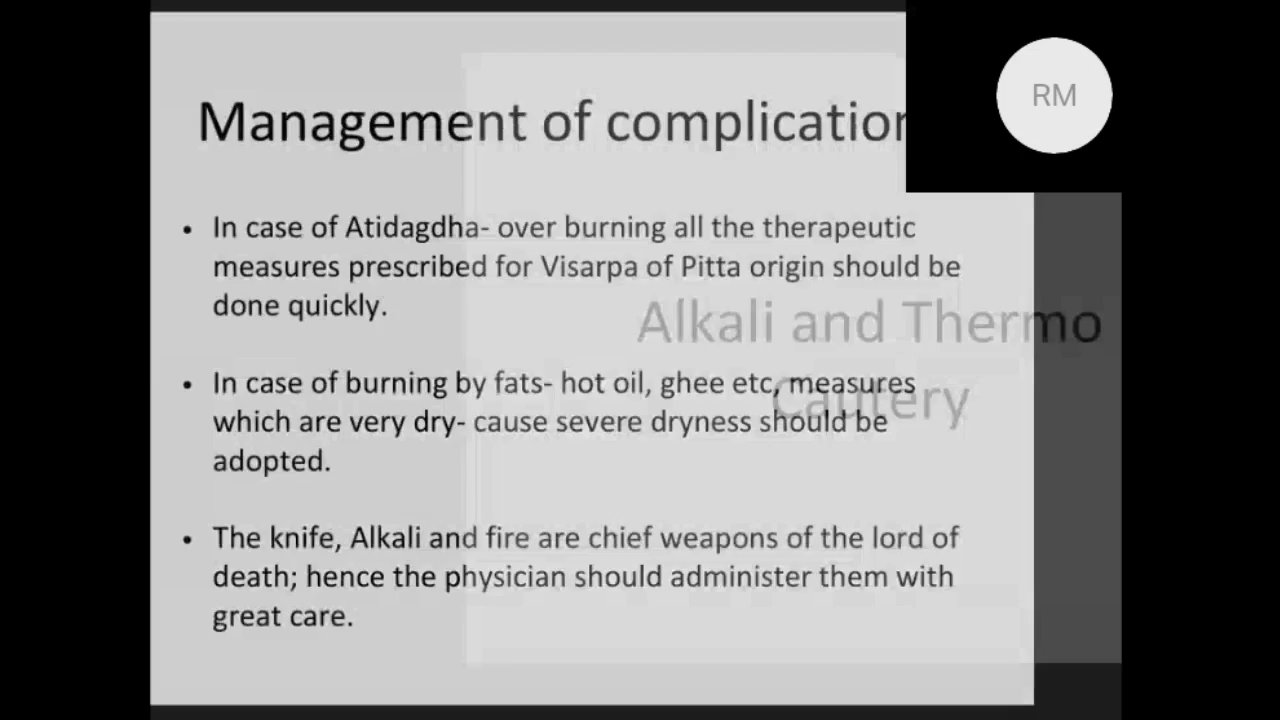 RM
Management of complication
• In case of Atidagdha- over burning all the therapeutic
measures prescribed for Visarpa of Pitta origin should be
done quickly.
Alkali and Thermo
Cautery
• In case of burning by fats- hot oil, ghee etc, measures
which are very dry- cause severe dryness should be
adopted.
• The knife, Alkali and fire are chief weapons of the lord of
death; hence the physician should administer them with
great care.